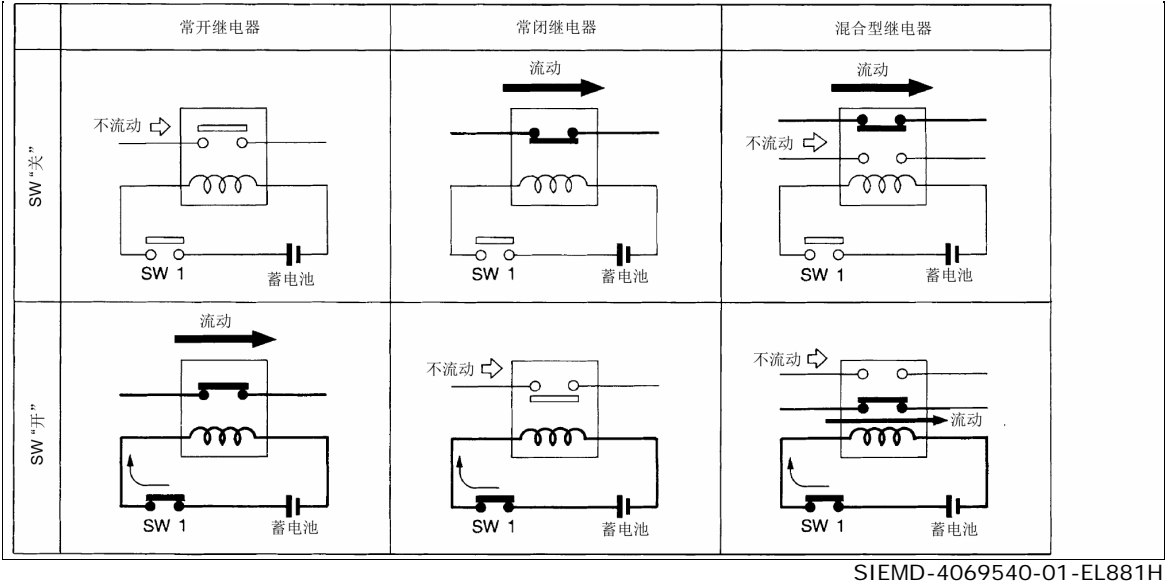 常开继电器 常闭继电器 混合型继电器
SW “关”
不流动
SW 1
蓄电池
流动
SW 1
蓄电池
流动
不流动
SW 1
蓄电池
SW “开”
流动
SW 1
蓄电池
不流动
SW 1
蓄电池
不流动
流动
SW 1
蓄电池
SIEMD-4069540-01-EL881H